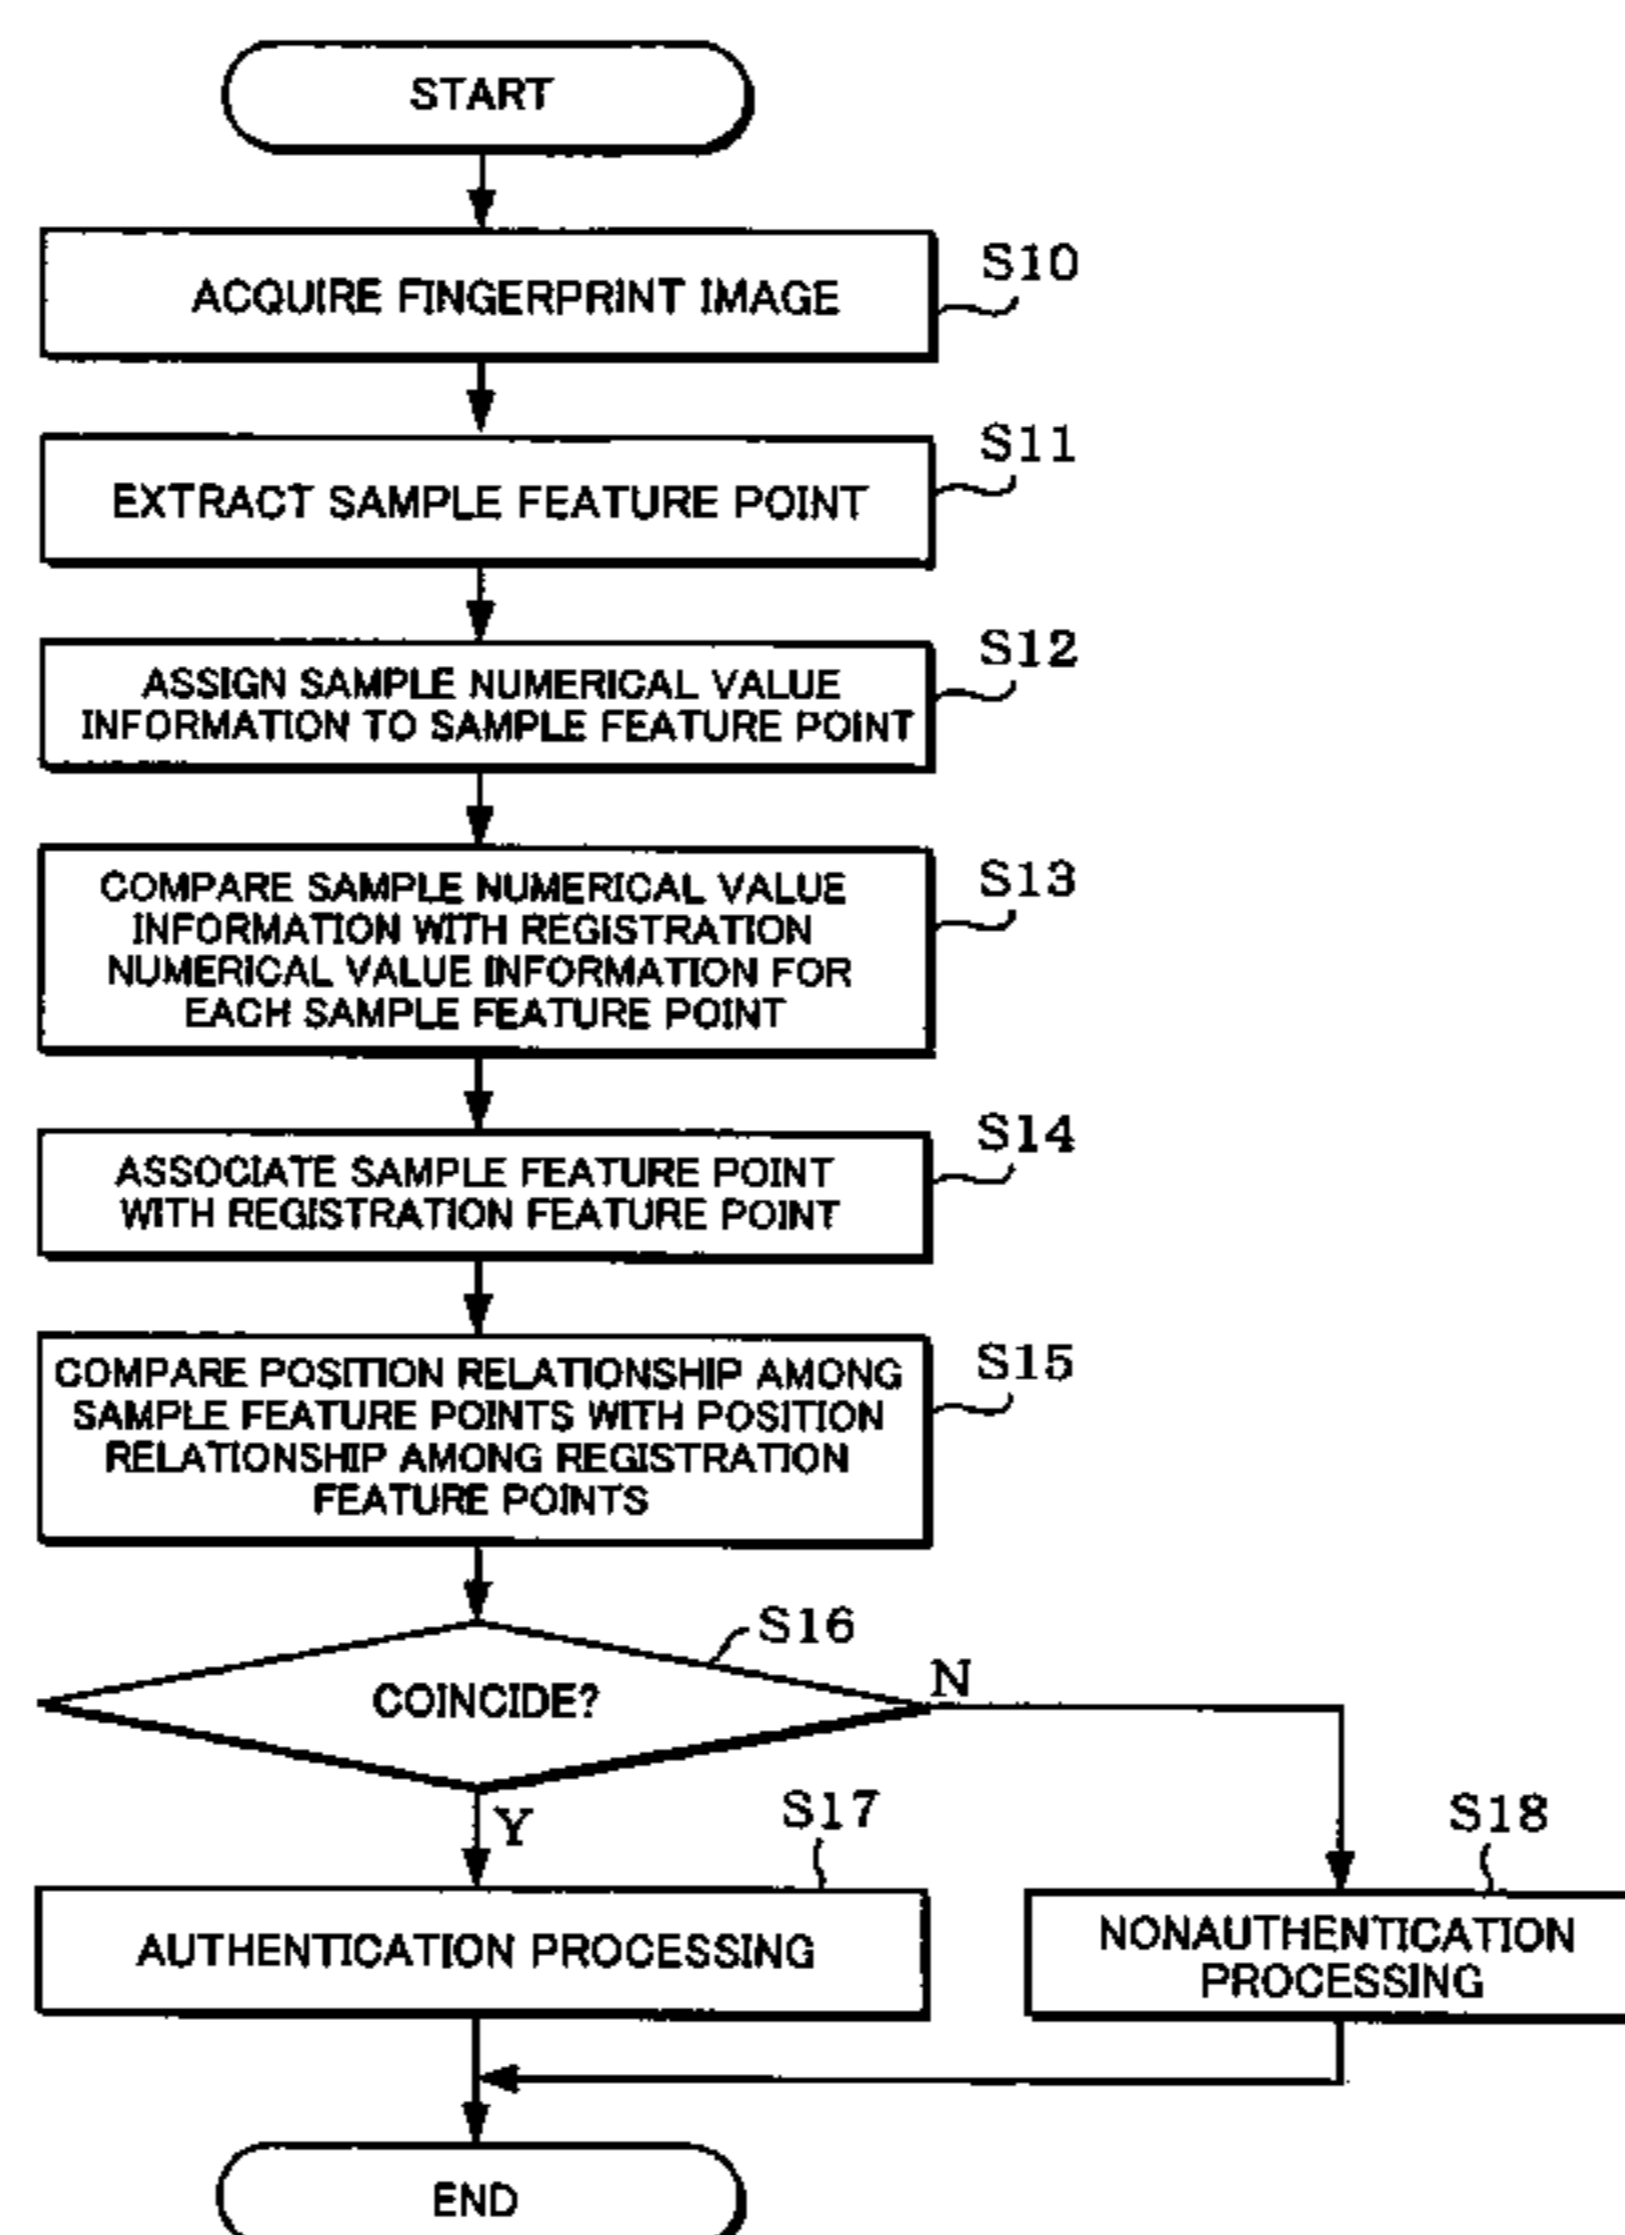 START
S10
ACQUIRE FINGERPRINT IMAGE
S11
EXTRACT SAMPLE FEATURE POINT
S12
ASSIGN SAMPLE NUMERICAL VALUE
INFORMATION TO SAMPLE FEATURE POINT
S13
COMPARE SAMPLE NUMERICAL VALUE
INFORMATION WITH REGISTRATION
NUMERICAL VALUE INFORMATION FOR
EACH SAMPLE FEATURE POINT
S14
ASSOCIATE SAMPLE FEATURE POINT
WITH REGISTRATION FEATURE POINT
S15
COMPARE POSITION RELATIONSHIP AMONG
SAMPLE FEATURE POINTS WITH POSITION
RELATIONSHIP AMONG REGISTRATION
FEATURE POINTS
S16
COINCIDE?
N
Y
S17
S18
AUTHENTICATION PROCESSING
NONAUTHENTICATION
PROCESSING
END